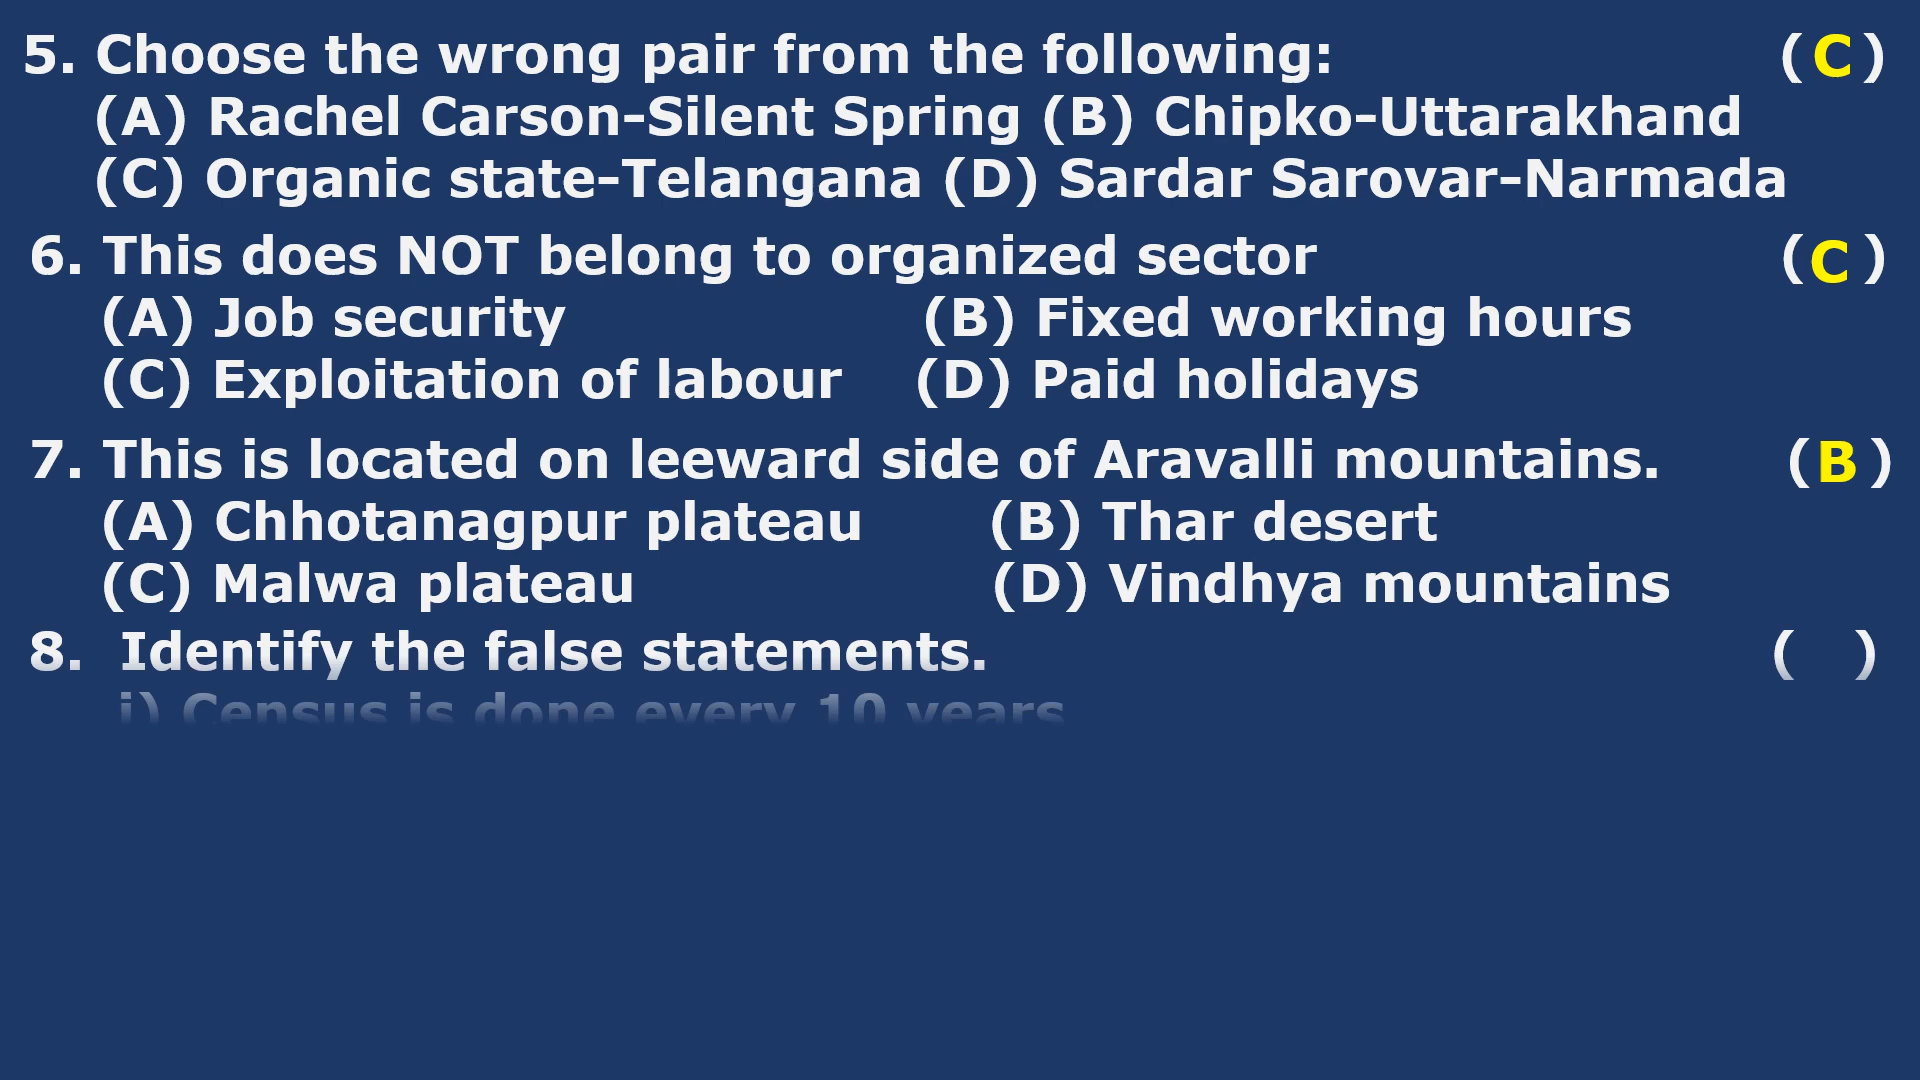 5. Choose the wrong pair from the following: ( C )
(A) Rachel Carson-Silent Spring (B) Chipko-Uttarakhand
(C) Organic state-Telangana (D) Sardar Sarovar-Narmada
6. This does NOT belong to organized sector ( C )
(A) Job security (B) Fixed working hours
(C) Exploitation of labour (D) Paid holidays
7. This is located on leeward side of Aravalli mountains. ( B )
(A) Chhotanagpur plateau (B) Thar desert
(C) Malwa plateau (D) Vindhya mountains
8. Identify the false statements. ( )
i) Census is done every 10 years